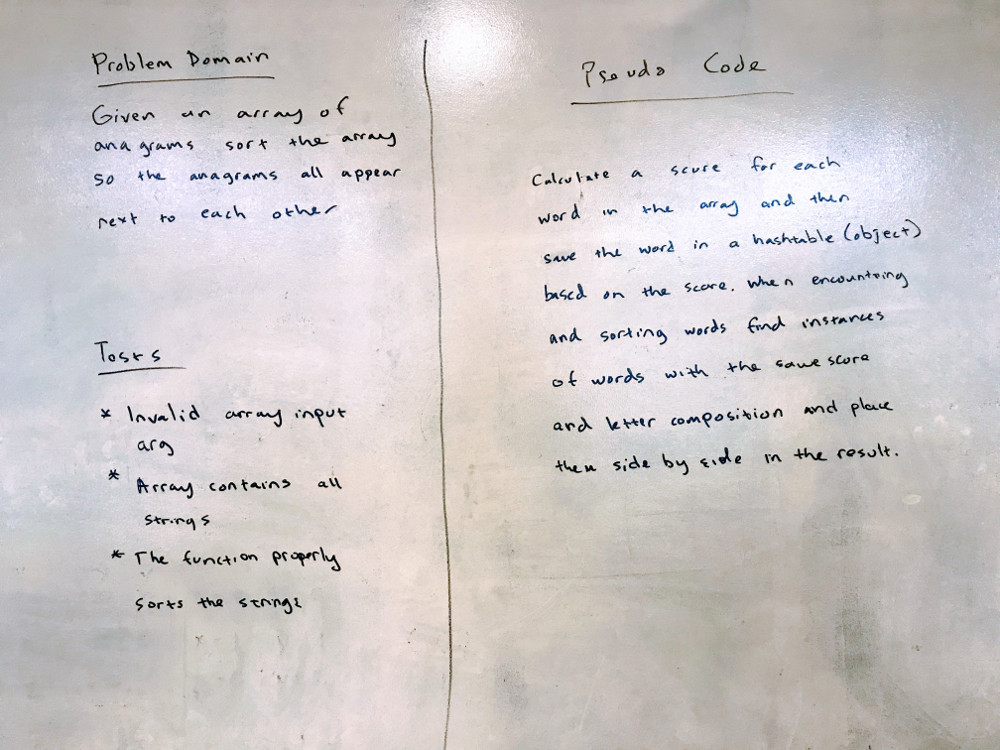 Problem Domain
Given an array of
anagrams sort the array
so the anagrams all appear
next to each other
Tests
* Invalid array input
arg
* Array contains all
strings
* The function properly
sorts the strings
Pseudo Code
Calculate a score for each
word in the array and then
save the word in a hashtable (object)
based on the score. When encountring
and sorting words find instances
of words with the same score
and letter composition and place
then side by side in the result.